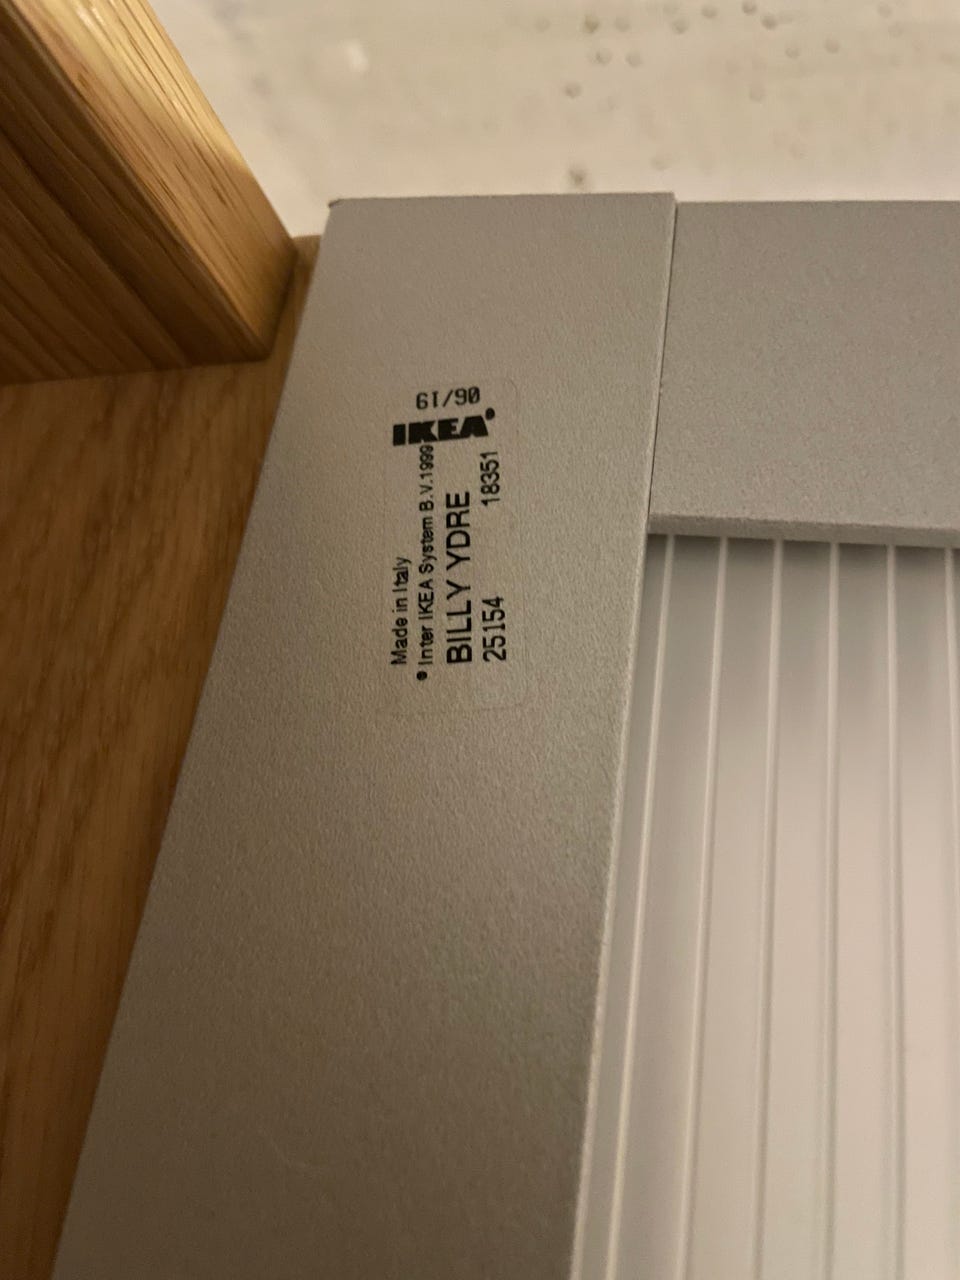 Made in Italy
© Inter IKEA System B.V.1999
BILLY YDRE
25154 18351
IKEA®
06/19